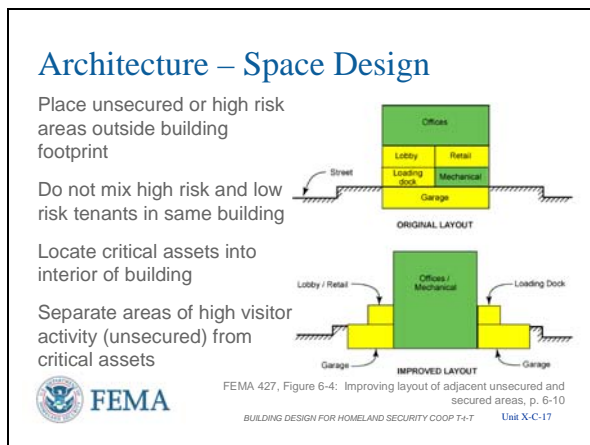 Architecture – Space Design
Place unsecured or high risk
areas outside building
footprint
Do not mix high risk and low
risk tenants in same building
Locate critical assets into
interior of building
Separate areas of high visitor
activity (unsecured) from
critical assets
Offices
Lobby
Retail
Street
Loading
dock
Mechanical
Garage
ORIGINAL LAYOUT
Lobby / Retail
Offices /
Mechanical
Loading Dock
Garage
Garage
IMPROVED LAYOUT
FEMA
FEMA 427, Figure 6-4: Improving layout of adjacent unsecured and
secured areas, p. 6-10
BUILDING DESIGN FOR HOMELAND SECURITY COOP T-t-T
Unit X-C-17